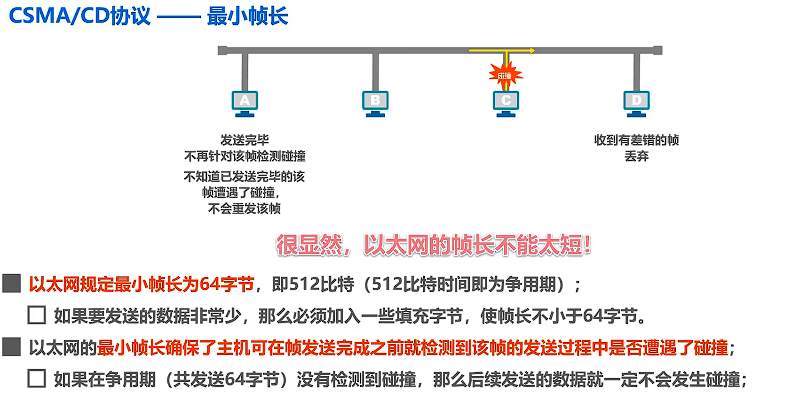 CSMA/CD协议 —— 最小帧长
碰撞
A
B
C
D
发送完毕
不再针对该帧检测碰撞
不知道已发送完毕的该
帧遭遇了碰撞，
不会重发该帧
收到有差错的帧
丢弃
很显然，以太网的帧长不能太短！
以太网规定最小帧长为64字节，即512比特（512比特时间即为争用期）；
如果要发送的数据非常少，那么必须加入一些填充字节，使帧长不小于64字节。
以太网的最小帧长确保了主机可在帧发送完成之前就检测到该帧的发送过程中是否遭遇了碰撞；
如果在争用期（共发送64字节）没有检测到碰撞，那么后续发送的数据就一定不会发生碰撞；